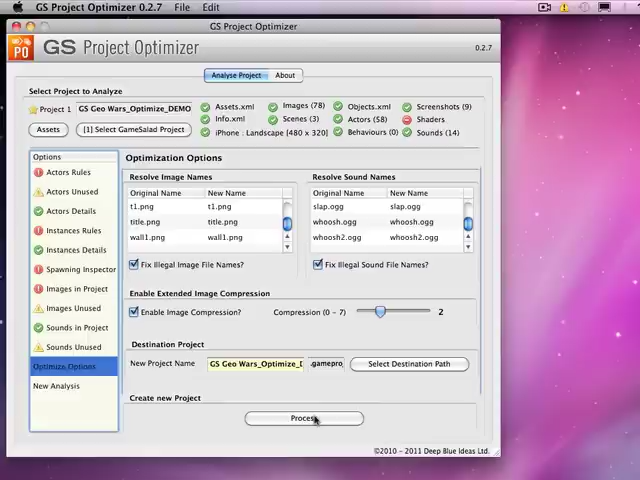 GS Project Optimizer 0.2.7 File Edit
GS Project Optimizer
PO GS Project Optimizer 0.2.7
Analyse Project About
Select Project to Analyze
Project 1 GS Geo Wars_Optimize_DEMO
Assets [1] Select GameSalad Project
Assets.xml Images (78) Objects.xml Screenshots (9)
Info.xml Scenes (3) Actors (58) Shaders
iPhone : Landscape [480 x 320] Behaviours (0) Sounds (14)
Options
Actors Rules
Actors Unused
Actors Details
Instances Rules
Instances Details
Spawning Inspector
Images in Project
Images Unused
Sounds in Project
Sounds Unused
Optimize Options
New Analysis
Optimization Options
Resolve Image Names
Original Name New Name
t1.png t1.png
title.png title.png
wall1.png wall1.png
Fix Illegal Image File Names?
Resolve Sound Names
Original Name New Name
slap.ogg slap.ogg
whoosh.ogg whoosh.ogg
whoosh2.ogg whoosh2.ogg
Fix Illegal Sound File Names?
Enable Extended Image Compression
Enable Image Compression? Compression (0 - 7) 2
Destination Project
New Project Name GS Geo Wars_Optimize_D .gamepro Select Destination Path
Create new Project
Process
©2010 - 2011 Deep Blue Ideas Ltd.